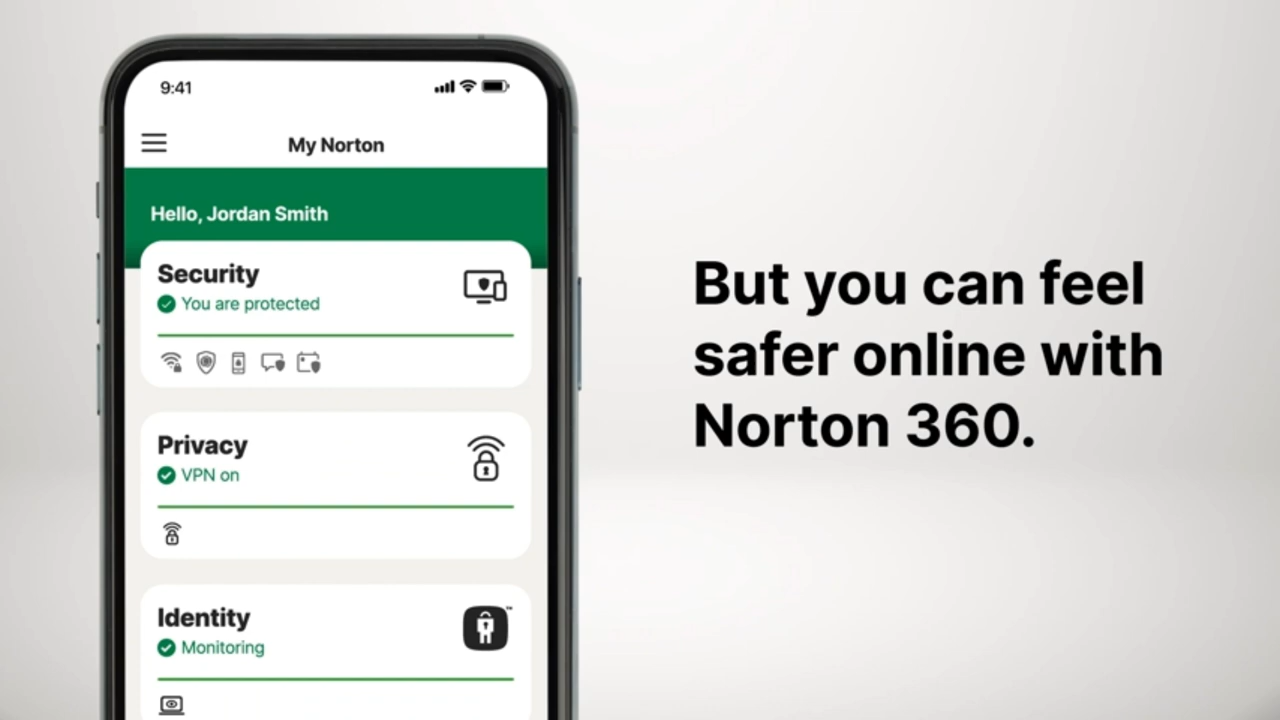 9:41
My Norton
Hello, Jordan Smith
Security
You are protected
Privacy
VPN on
Identity
Monitoring
But you can feel
safer online with
Norton 360.